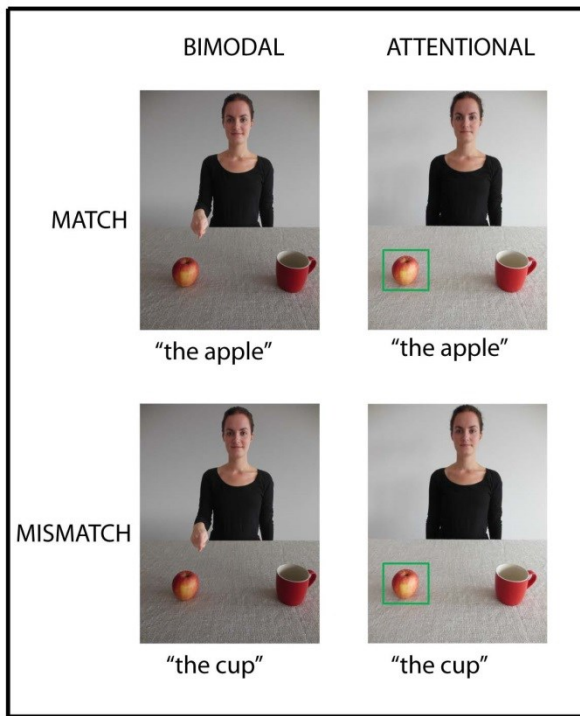 BIMODAL ATTENTIONAL
MATCH
“the apple” “the apple”
MISMATCH
“the cup” “the cup”